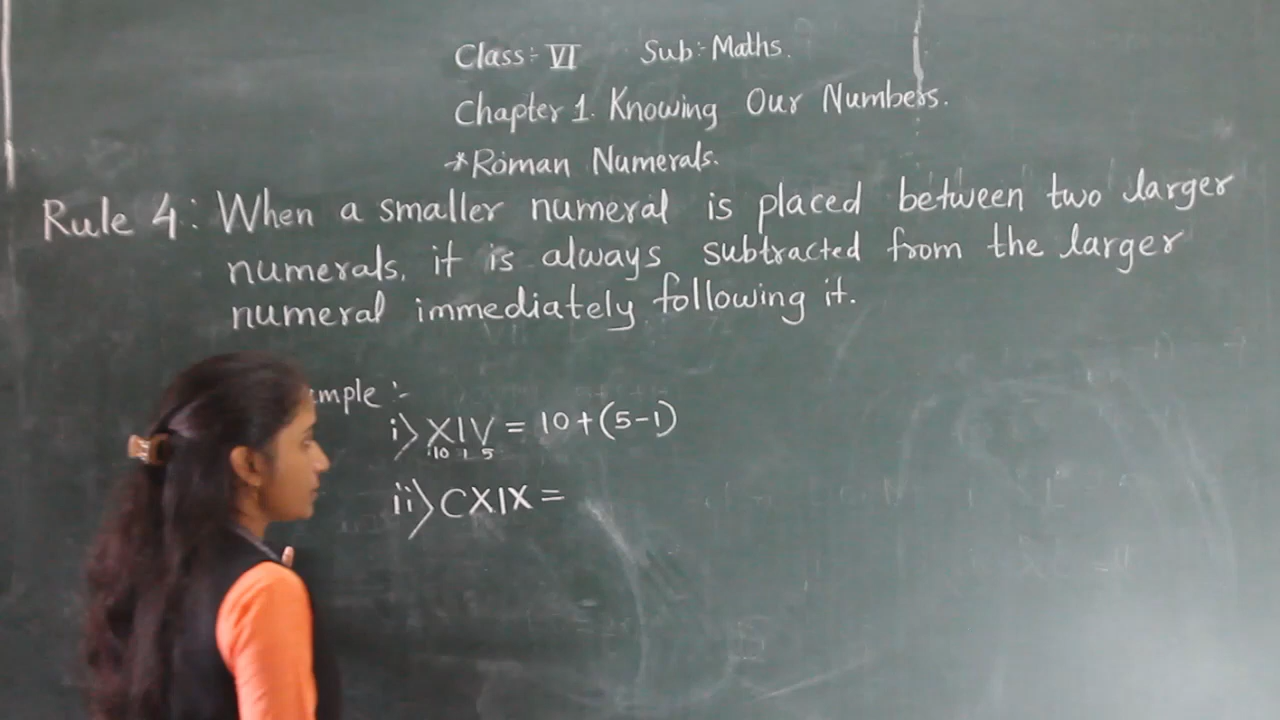 Class:- VI Sub:- Maths.
Chapter 1. Knowing Our Numbers.
*Roman Numerals.
Rule 4: When a smaller numeral is placed between two larger
numerals, it is always subtracted from the larger
numeral immediately following it.
mple :-
i) XIV = 10+(5-1)
10 1 5
ii) CXIX =